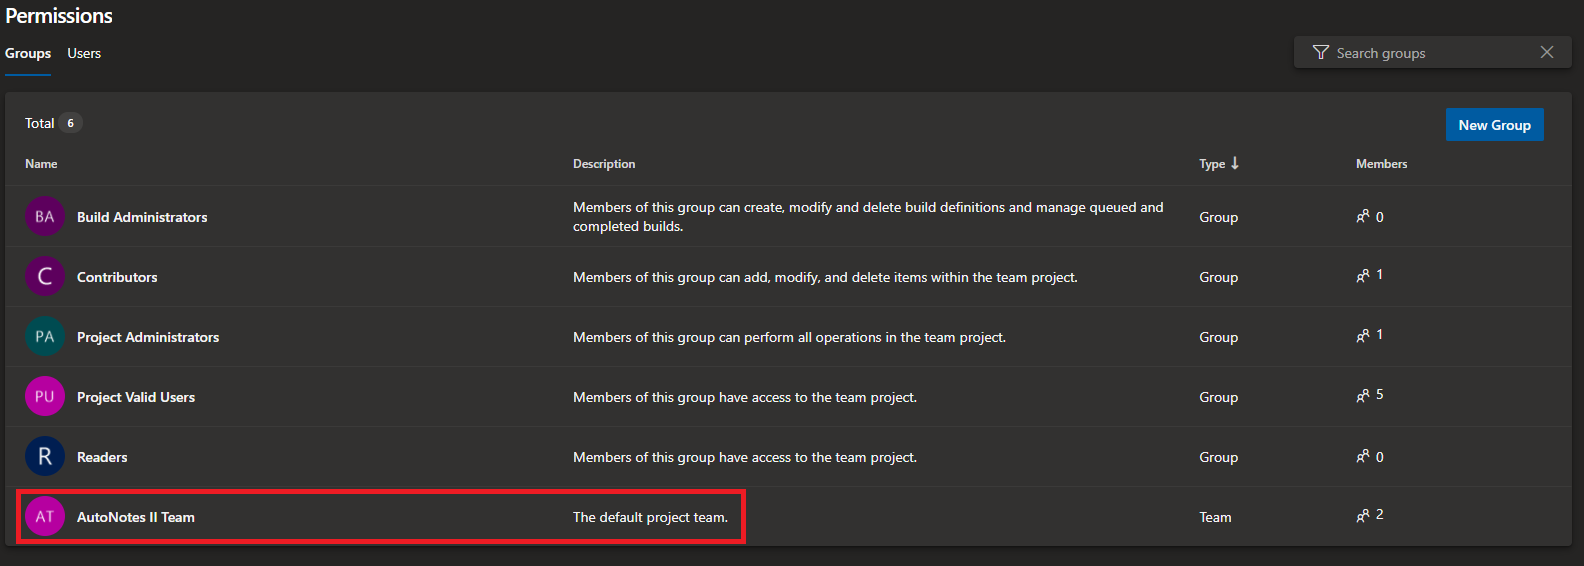 Permissions
Groups Users
Search groups
Total 6
New Group
Name Description Type Members
BA Build Administrators Members of this group can create, modify and delete build definitions and manage queued and
completed builds. Group 0
C Contributors Members of this group can add, modify, and delete items within the team project. Group 1
PA Project Administrators Members of this group can perform all operations in the team project. Group 1
PU Project Valid Users Members of this group have access to the team project. Group 5
R Readers Members of this group have access to the team project. Group 0
AT AutoNotes II Team The default project team. Team 2